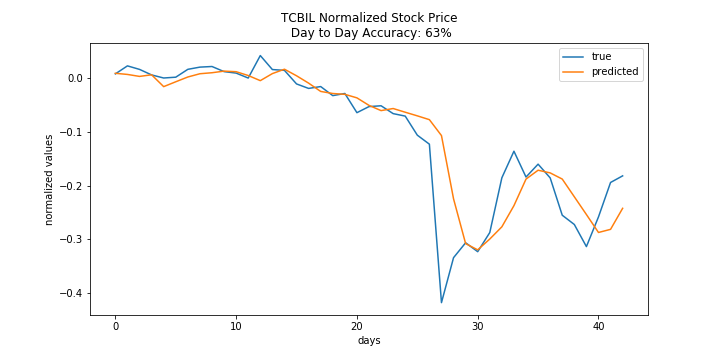 TCBIL Normalized Stock Price
Day to Day Accuracy: 63%
true
predicted
normalized values
0.0
−0.1
−0.2
−0.3
−0.4
0
10
20
30
40
days